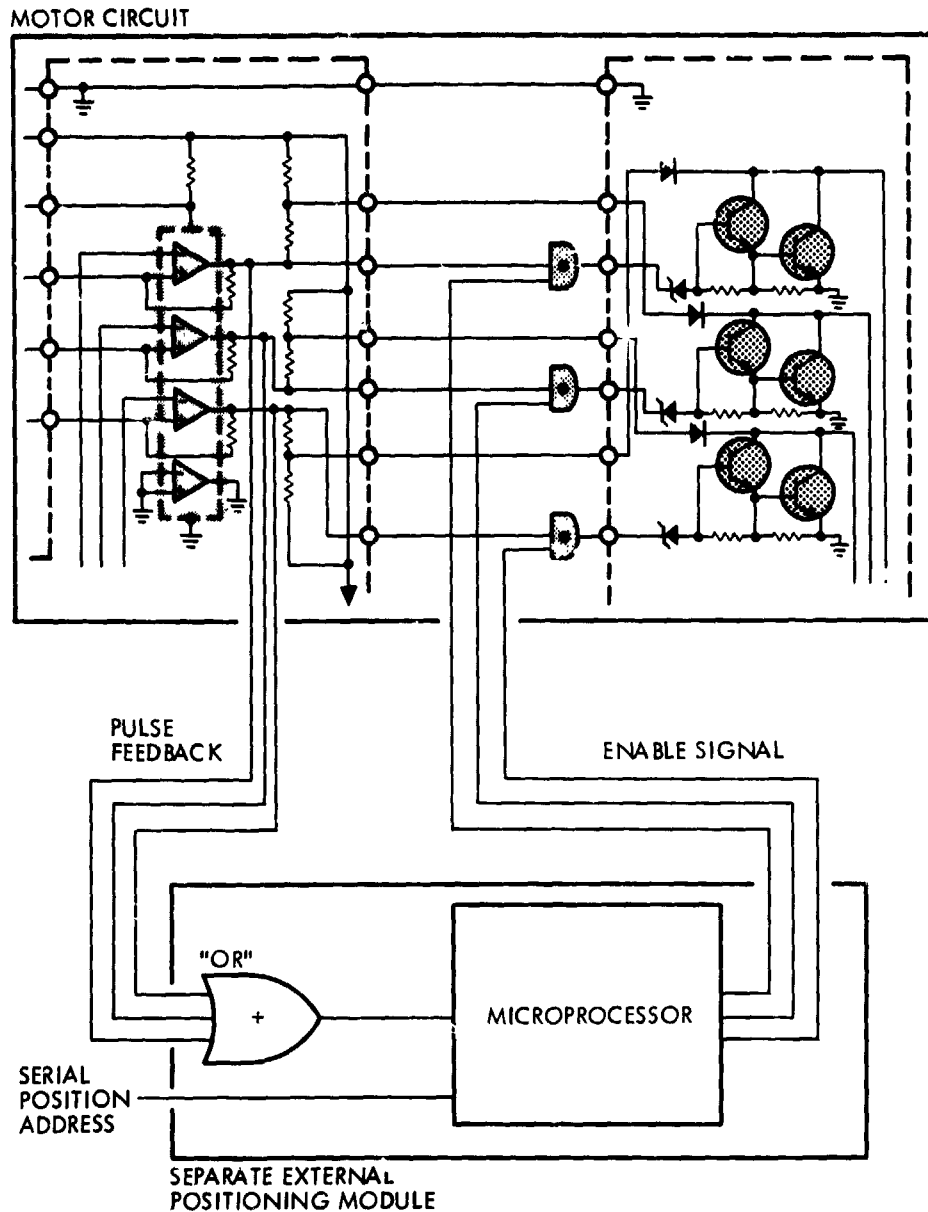 MOTOR CIRCUIT
PULSE
FEEDBACK
ENABLE SIGNAL
"OR"
+
MICROPROCESSOR
SERIAL
POSITION
ADDRESS
SEPARATE EXTERNAL
POSITIONING MODULE